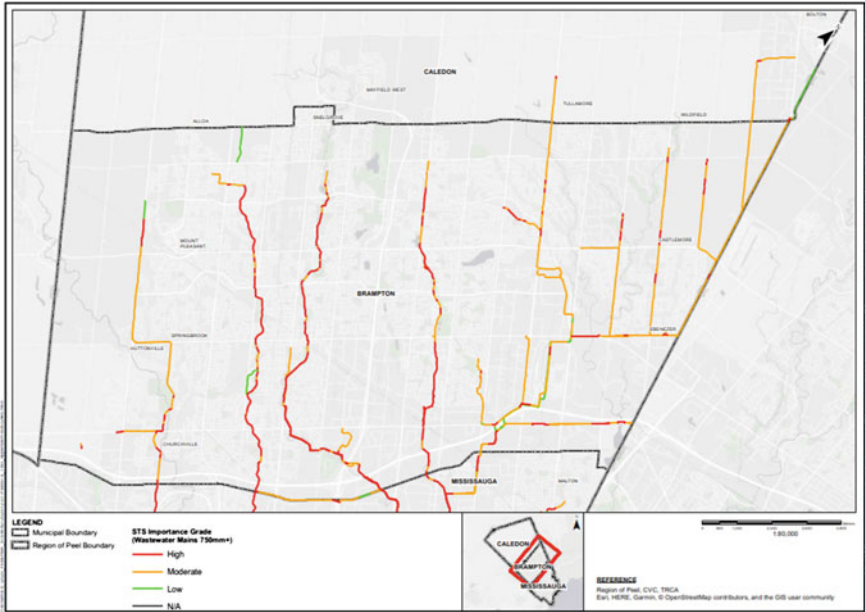 BOLTON
CALEDON
MAYFIELD WEST
TULLAMORE
WILDFIELD
ALLOA
SNELGROVE
MOUNT
PLEASANT
CASTLEMORE
BRAMPTON
SPRINGBROOK
HUTTONVILLE
EBENEZER
CHURCHVILLE
MISSISSAUGA
MALTON
LEGEND
Municipal Boundary
Region of Peel Boundary
STS Importance Grade
(Wastewater Mains 750mm+)
High
Moderate
Low
N/A
CALEDON
BRAMPTON
MISSISSAUGA
1:80,000
REFERENCE
Region of Peel, CVC, TRCA
Esri, HERE, Garmin, © OpenStreetMap contributors, and the GIS user community